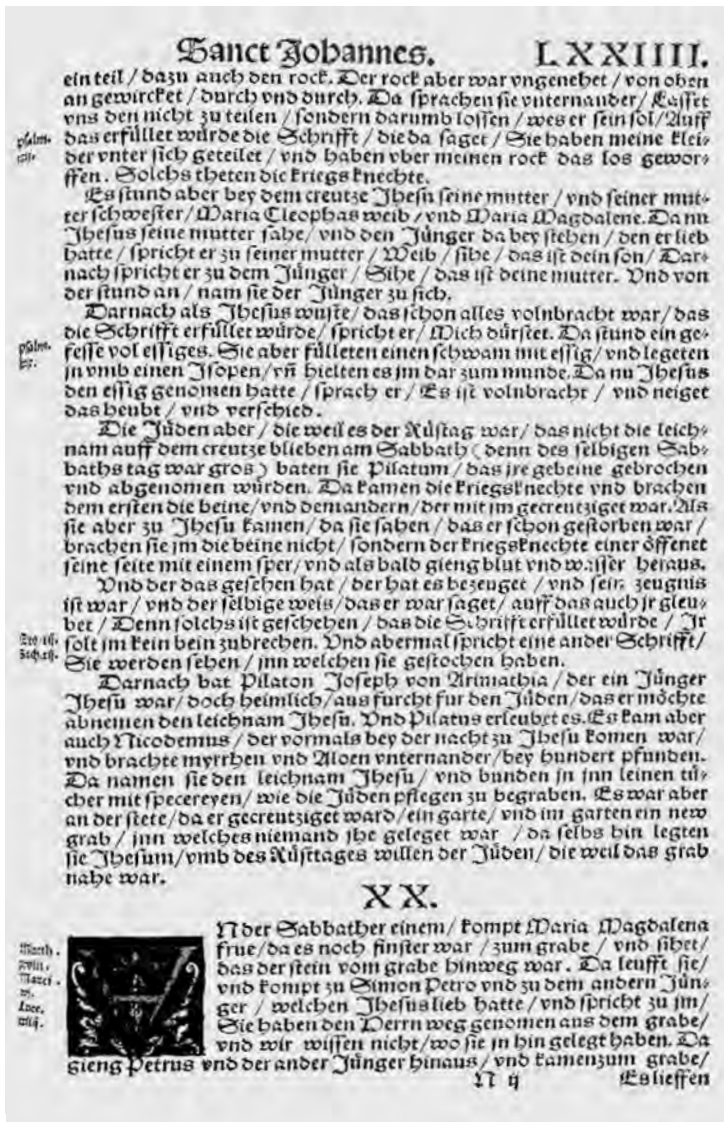 Sanct Johannes. LXXIIII.
ein teil / dazu auch den rock. Der rock aber war vngenehet / von oben
an gewircket / durch vnd durch. Da sprachen sie vnternander / Lasset
vns den nicht zu teilen / sondern darumb lossen / wes er sein sol / Auff
psalm. das erfüllet würde die Schrifft / die da saget / Sie haben meine klei-
der vnter sich geteilet / vnd haben vber meinen rock das los gewor-
ffen. Solchs theten die kriegs knechte.
Es stund aber bey dem creutze Jhesu seine mutter / vnd seiner mut-
ter schwester / Maria Cleophas weib / vnd Maria Magdalene. Da nu
Jhesus seine mutter sahe / vnd den Jünger da bey stehen / den er lieb
hatte / spricht er zu seiner mutter / Weib / sihe / das ist dein son / Dar-
nach spricht er zu dem Jünger / Sihe / das ist deine mutter. Vnd von
der stund an / nam sie der Jünger zu sich.
Darnach als Jhesus wuste / das schon alles volnbracht war / das
die Schrifft erfüllet würde / spricht er / Mich dürstet. Da stund ein ge-
psalm. fesse vol essiges. Sie aber fülleten einen schwam mit essig / vnd legeten
jn vmb einen Jsopen / vñ hielten es jm dar zum munde. Da nu Jhesus
den essig genomen hatte / sprach er / Es ist volnbracht / vnd neiget
das heubt / vnd verschied.
Die Jüden aber / die weil es der Rüstag war / das nicht die leich-
nam auff dem creutze blieben am Sabbath (denn des selbigen Sab-
baths tag war gros) baten sie Pilatum / das jre gebeine gebrochen
vnd abgenomen würden. Da kamen die kriegsknechte vnd brachen
dem ersten die beine / vnd dem andern / der mit jm gecreutziget war. Als
sie aber zu Jhesu kamen / da sie sahen / das er schon gestorben war /
brachen sie jm die beine nicht / sondern der kriegsknechte einer öffenet
seine seite mit einem sper / vnd als bald gieng blut vnd wasser heraus.
Vnd der das gesehen hat / der hat es bezeuget / vnd sein zeugnis
ist war / vnd der selbige weis / das er war saget / auff das auch jr gleu-
bet / Denn solchs ist geschehen / das die Schrifft erfüllet würde / Jr
solt jm kein bein zubrechen. Vnd abermal spricht eine ander Schrifft /
Sie werden sehen / jnn welchen sie gestochen haben.
Darnach bat Pilaton Joseph von Arimathia / der ein Jünger
Jhesu war / doch heimlich / aus furcht fur den Jüden / das er möchte
abnemen den leichnam Jhesu. Vnd Pilatus erleubet es. Es kam aber
auch Nicodemus / der vormals bey der nacht zu Jhesu komen war /
vnd brachte myrrhen vnd Aloen vnternander / bey hundert pfunden.
Da namen sie den leichnam Jhesu / vnd bunden jn jnn leinen tü-
cher mit specereyen / wie die Jüden pflegen zu begraben. Es war aber
an der stete / da er gecreutziget ward / ein garte / vnd im garten ein new
grab / jnn welches niemand jhe geleget war / da selbs hin legten
sie Jhesum / vmb des Rüsttages willen der Jüden / die weil das grab
nahe war.
XX.
AN der Sabbather einem / kompt Maria Magdalena
frue / da es noch finster war / zum grabe / vnd sihet /
das der stein vom grabe hinweg war. Da leufft sie /
vnd kompt zu Simon Petro vnd zu dem andern Jün-
ger / welchen Jhesus lieb hatte / vnd spricht zu jm /
Sie haben den Herrn weg genomen aus dem grabe /
vnd wir wissen nicht / wo sie jn hin gelegt haben. Da
gieng Petrus vnd der ander Jünger hinaus / vnd kamen zum grabe /
N ij Es lieffen